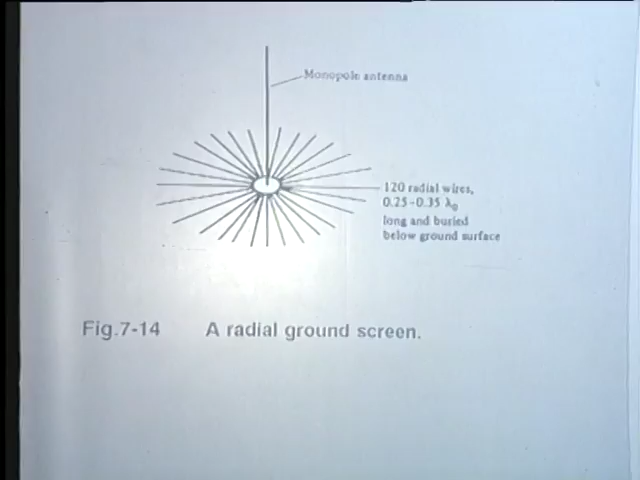 Monopole antenna
120 radial wires,
0.25-0.35 λ₀
long and buried
below ground surface
Fig.7-14 A radial ground screen.